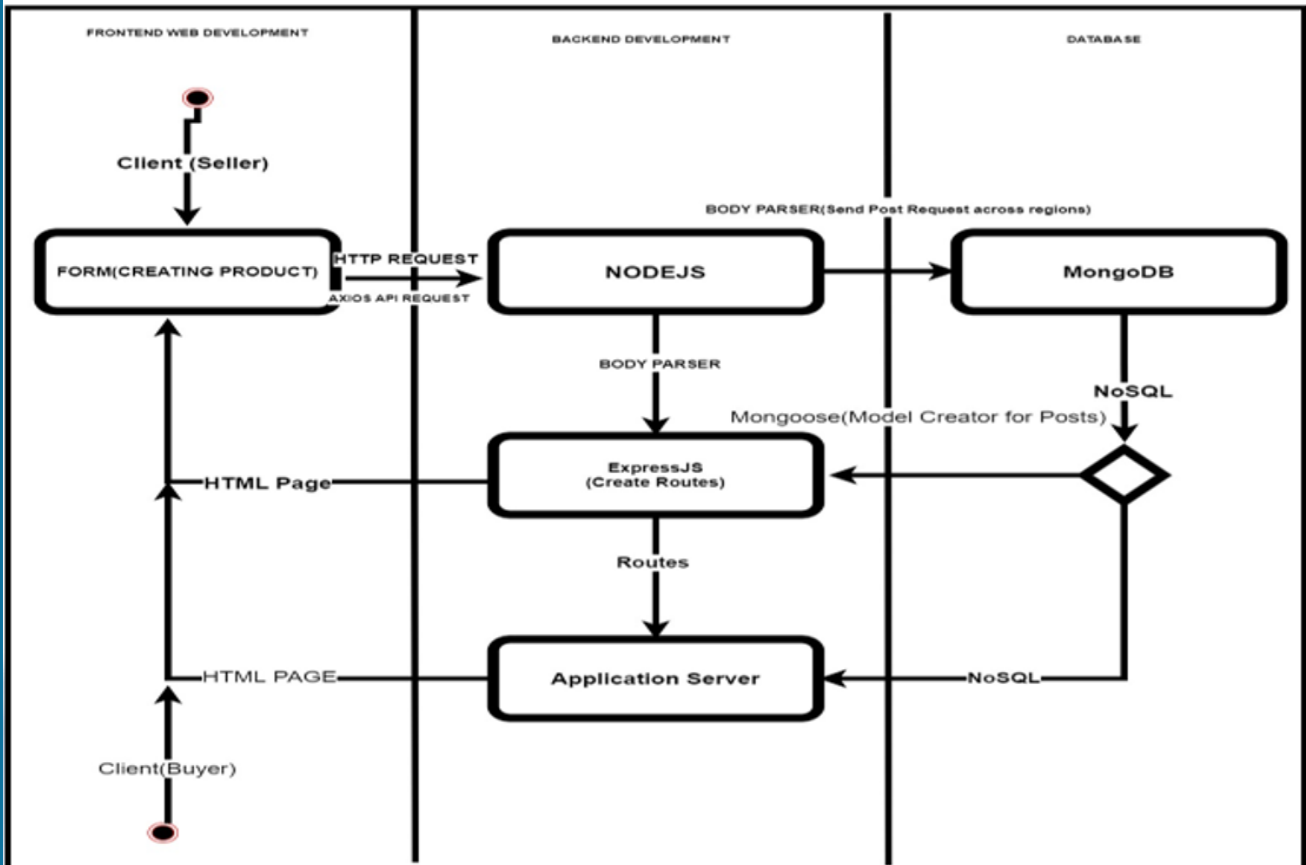 FRONTEND WEB DEVELOPMENT
BACKEND DEVELOPMENT
DATABASE
Client (Seller)
BODY PARSER(Send Post Request across regions)
FORM(CREATING PRODUCT)
HTTP REQUEST
AXIOS API REQUEST
NODEJS
MongoDB
BODY PARSER
NoSQL
Mongoose(Model Creator for Posts)
ExpressJS
(Create Routes)
HTML Page
Routes
HTML PAGE
Application Server
NoSQL
Client(Buyer)